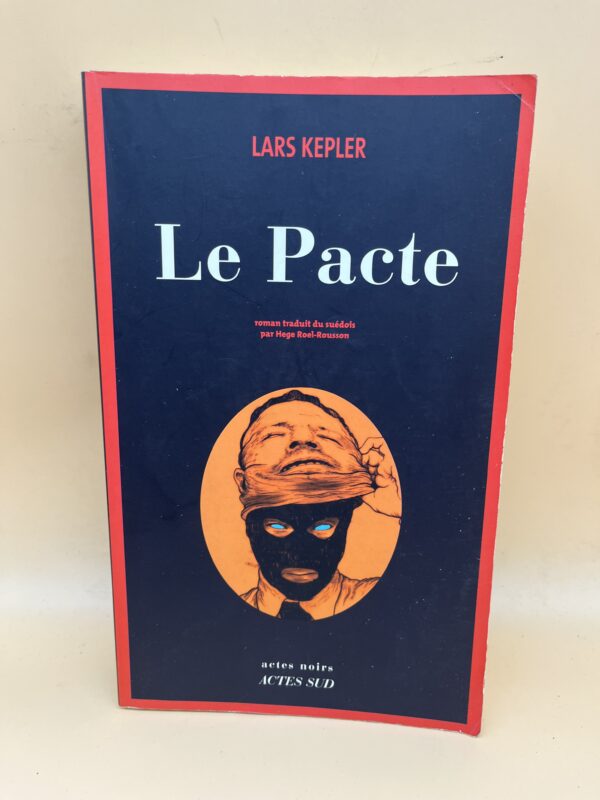 LARS KEPLER
Le Pacte
roman traduit du suédois
par Hege Roel-Rousson
actes noirs
ACTES SUD